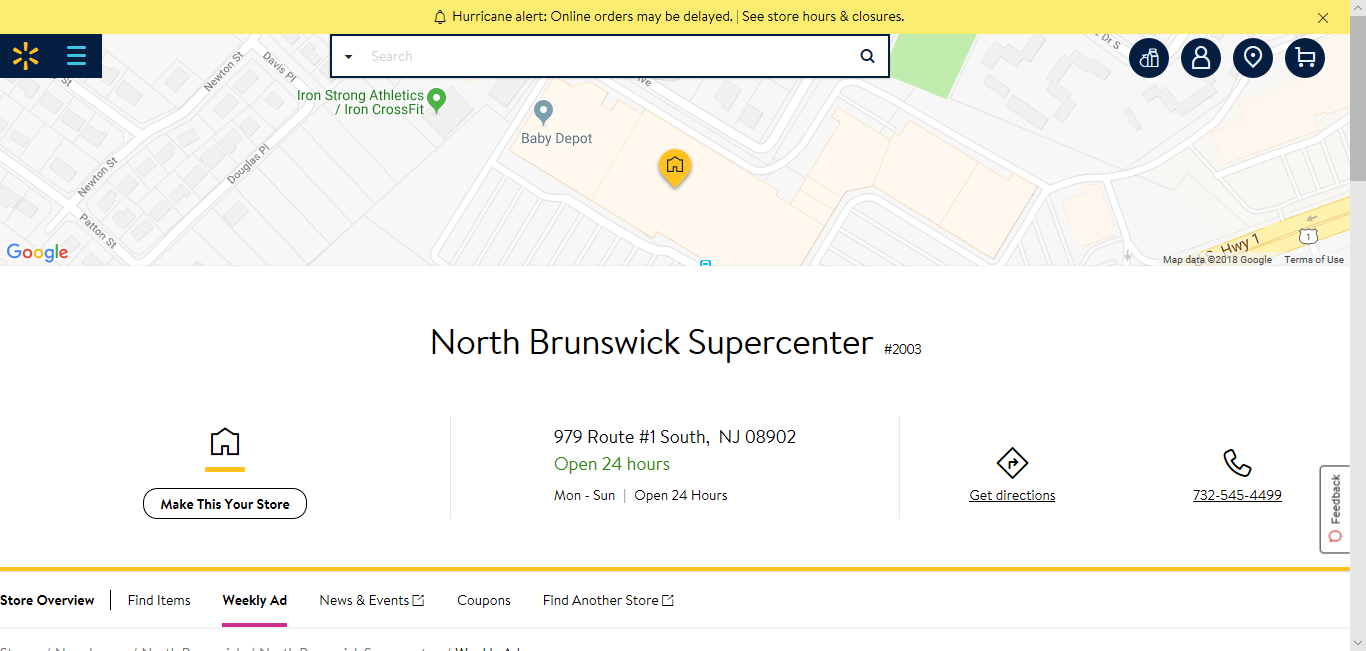 Hurricane alert: Online orders may be delayed. | See store hours & closures.
Search
Newton St
Davis Pl
Iron Strong Athletics
/ Iron CrossFit
Baby Depot
Douglas Pl
Newton St
Patton St
Google
S Hwy 1
1
Map data ©2018 Google Terms of Use
North Brunswick Supercenter #2003
979 Route #1 South, NJ 08902
Open 24 hours
Mon - Sun | Open 24 Hours
Make This Your Store
Get directions
732-545-4499
Feedback
Store Overview | Find Items Weekly Ad News & Events Coupons Find Another Store